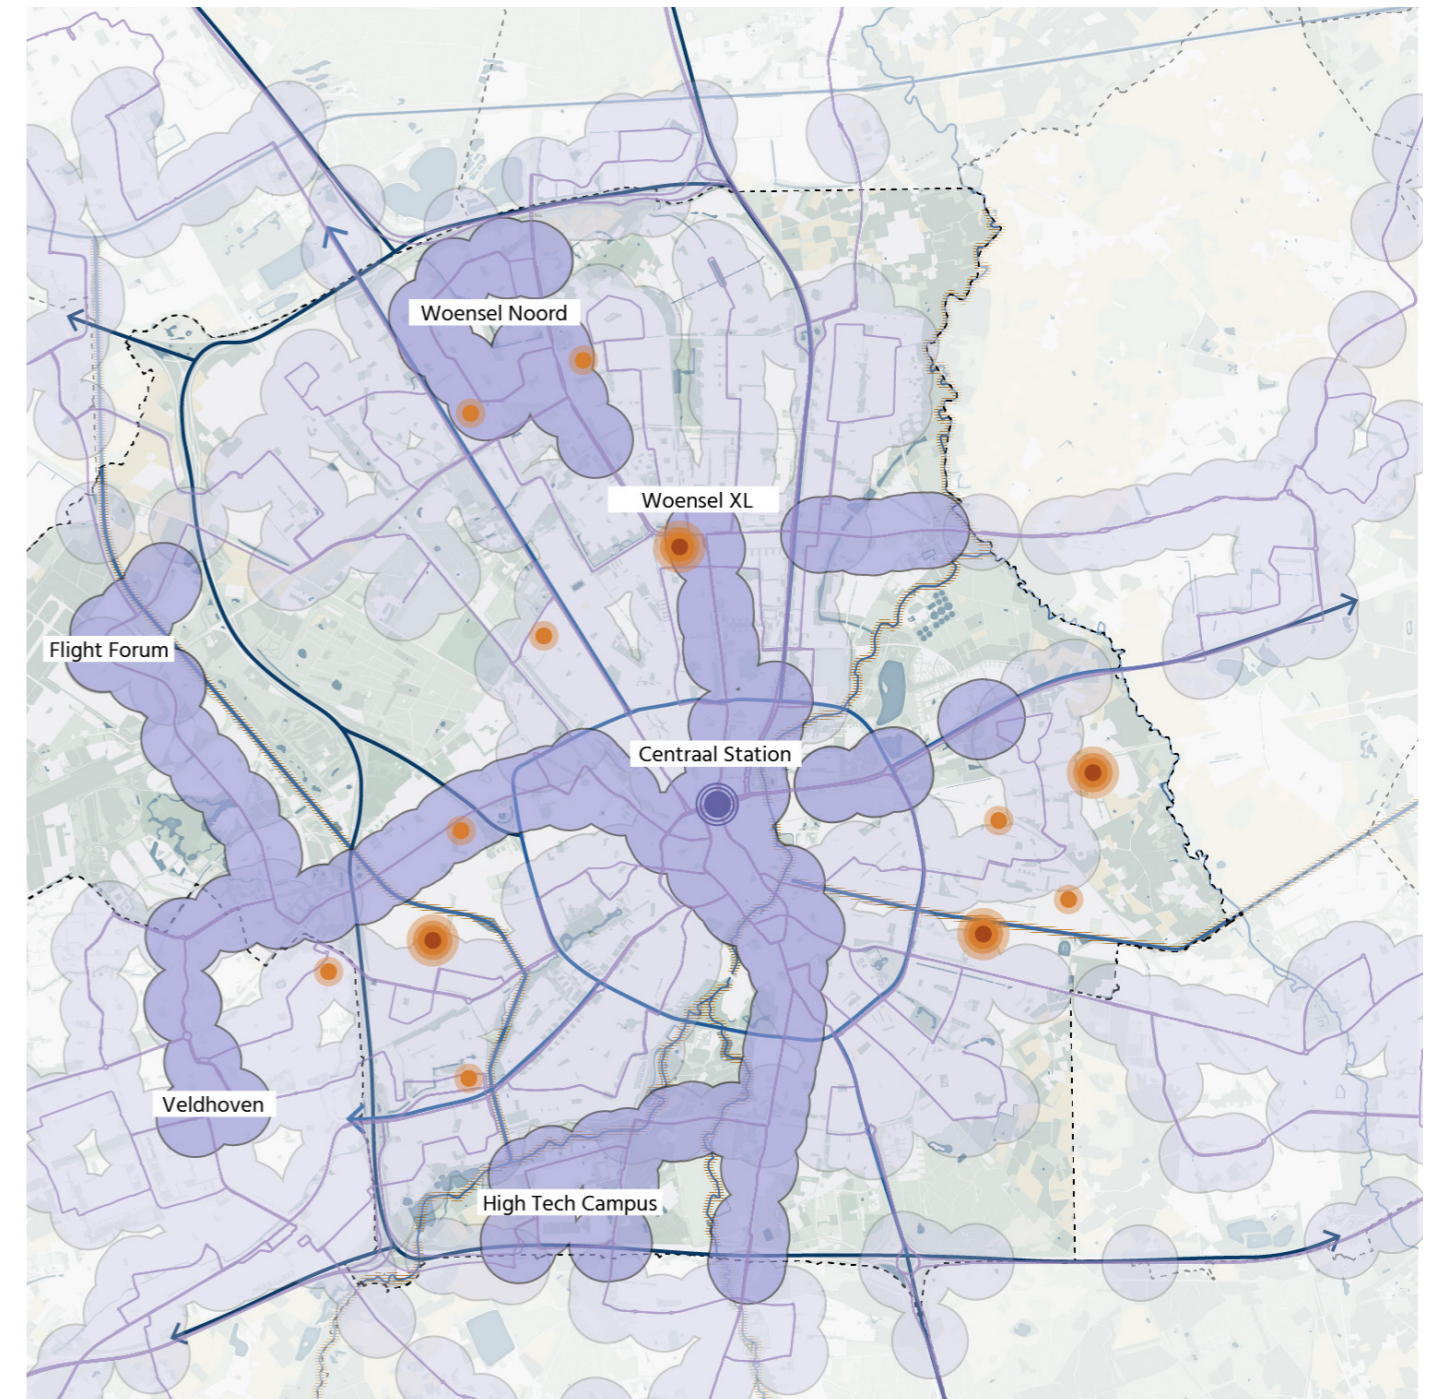 Woensel Noord
Woensel XL
Flight Forum
Centraal Station
Veldhoven
High Tech Campus